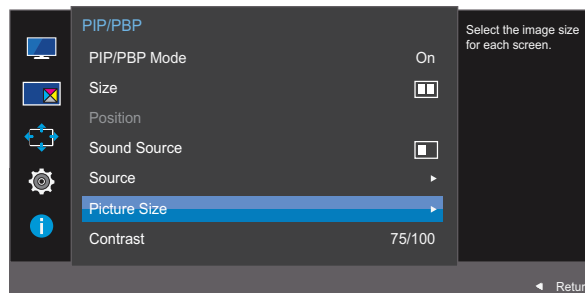 PIP/PBP
Select the image size
for each screen.
PIP/PBP Mode On
Size
Position
Sound Source
Source
Picture Size
Contrast 75/100
Retur